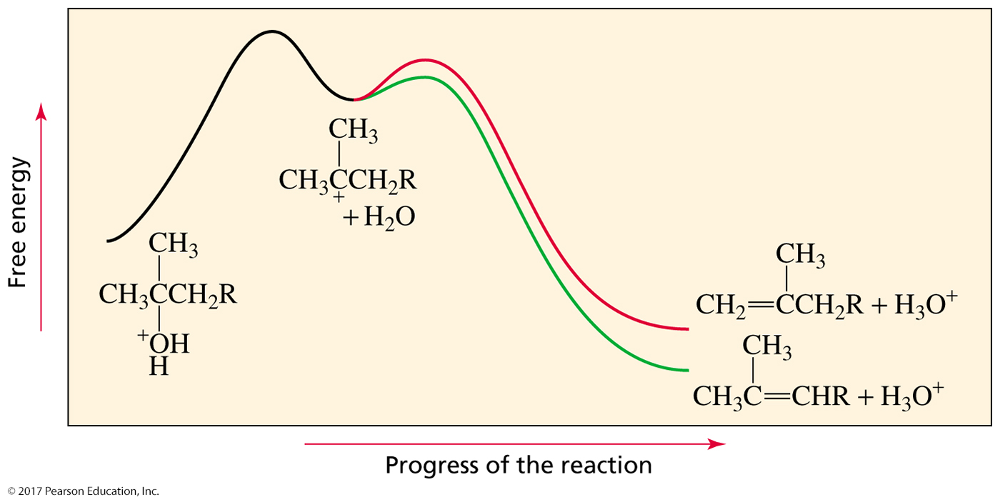 Free energy
CH₃
CH₃CCH₂R
⁺OH
H
CH₃
CH₃CCH₂R
+
+ H₂O
CH₃
CH₂=CCH₂R + H₃O⁺
CH₃
CH₃C=CHR + H₃O⁺
Progress of the reaction
© 2017 Pearson Education, Inc.